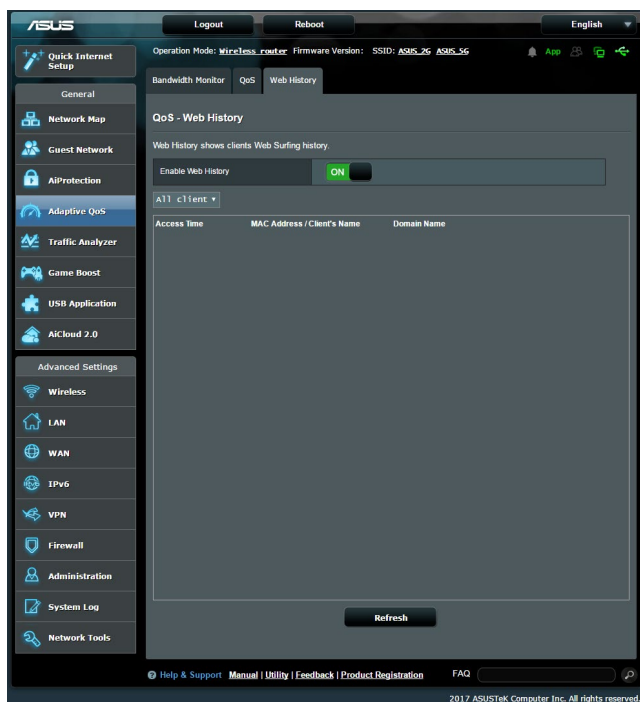 ASUS
Logout
Reboot
English
Quick Internet
Setup
General
Network Map
Guest Network
AiProtection
Adaptive QoS
Traffic Analyzer
Game Boost
USB Application
AiCloud 2.0
Advanced Settings
Wireless
LAN
WAN
IPv6
VPN
Firewall
Administration
System Log
Network Tools
Operation Mode: Wireless router Firmware Version: SSID: ASUS_2G ASUS_5G
App
Bandwidth Monitor
QoS
Web History
QoS - Web History
Web History shows clients Web Surfing history.
Enable Web History
ON
All client
Access Time
MAC Address / Client's Name
Domain Name
Refresh
Help & Support Manual | Utility | Feedback | Product Registration
FAQ
2017 ASUSTeK Computer Inc. All rights reserved.